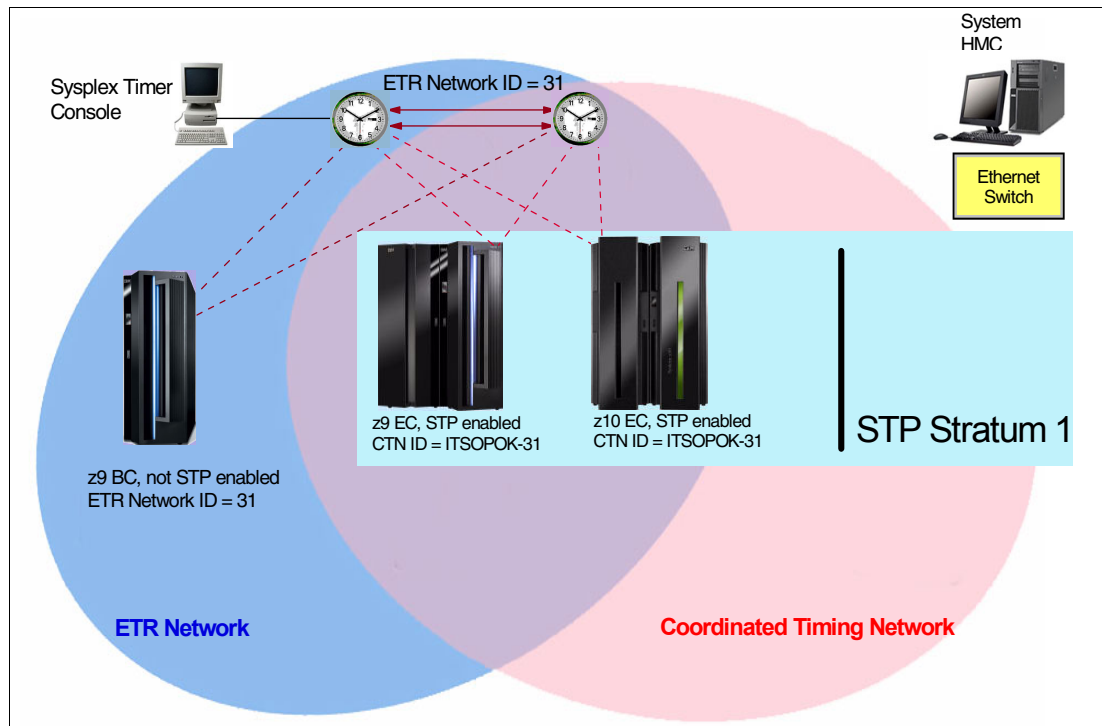 System
HMC
Sysplex Timer
Console
ETR Network ID = 31
Ethernet
Switch
z9 EC, STP enabled
CTN ID = ITSOPOK-31
z10 EC, STP enabled
CTN ID = ITSOPOK-31
STP Stratum 1
z9 BC, not STP enabled
ETR Network ID = 31
ETR Network
Coordinated Timing Network